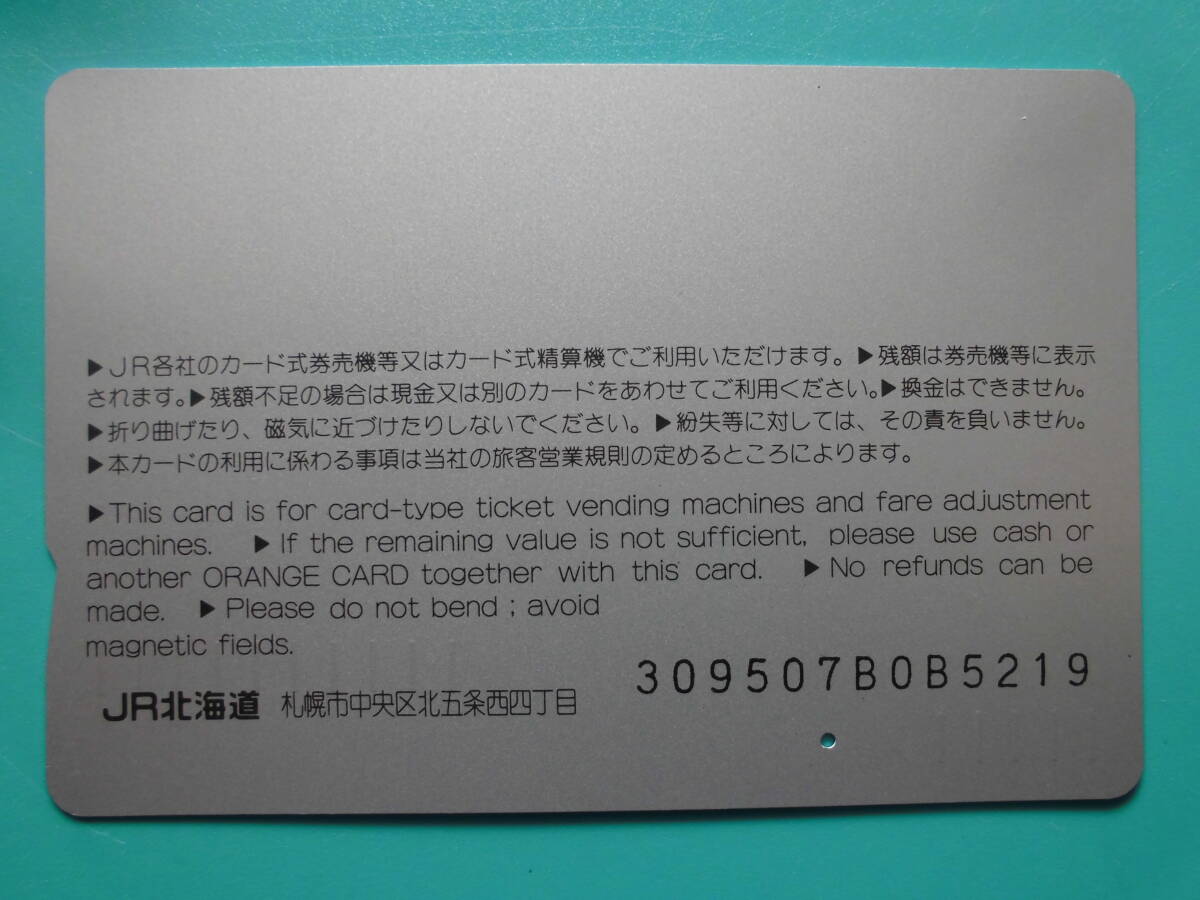 ▶JR各社のカード式券売機等又はカード式精算機でご利用いただけます。▶残額は券売機等に表示
されます。▶残額不足の場合は現金又は別のカードをあわせてご利用ください。▶換金はできません。
▶折り曲げたり、磁気に近づけたりしないでください。▶紛失等に対しては、その責を負いません。
▶本カードの利用に係わる事項は当社の旅客営業規則の定めるところによります。
▶This card is for card-type ticket vending machines and fare adjustment
machines. ▶If the remaining value is not sufficient, please use cash or
another ORANGE CARD together with this card. ▶No refunds can be
made. ▶Please do not bend ; avoid
magnetic fields.
309507B0B5219
JR北海道 札幌市中央区北五条西四丁目